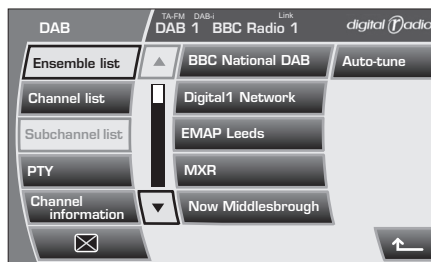 DAB
TA-FM DAB-i Link
DAB 1 BBC Radio 1
digital radio
Ensemble list
BBC National DAB
Auto-tune
Channel list
Digital1 Network
Subchannel list
EMAP Leeds
PTY
MXR
Channel
information
Now Middlesbrough